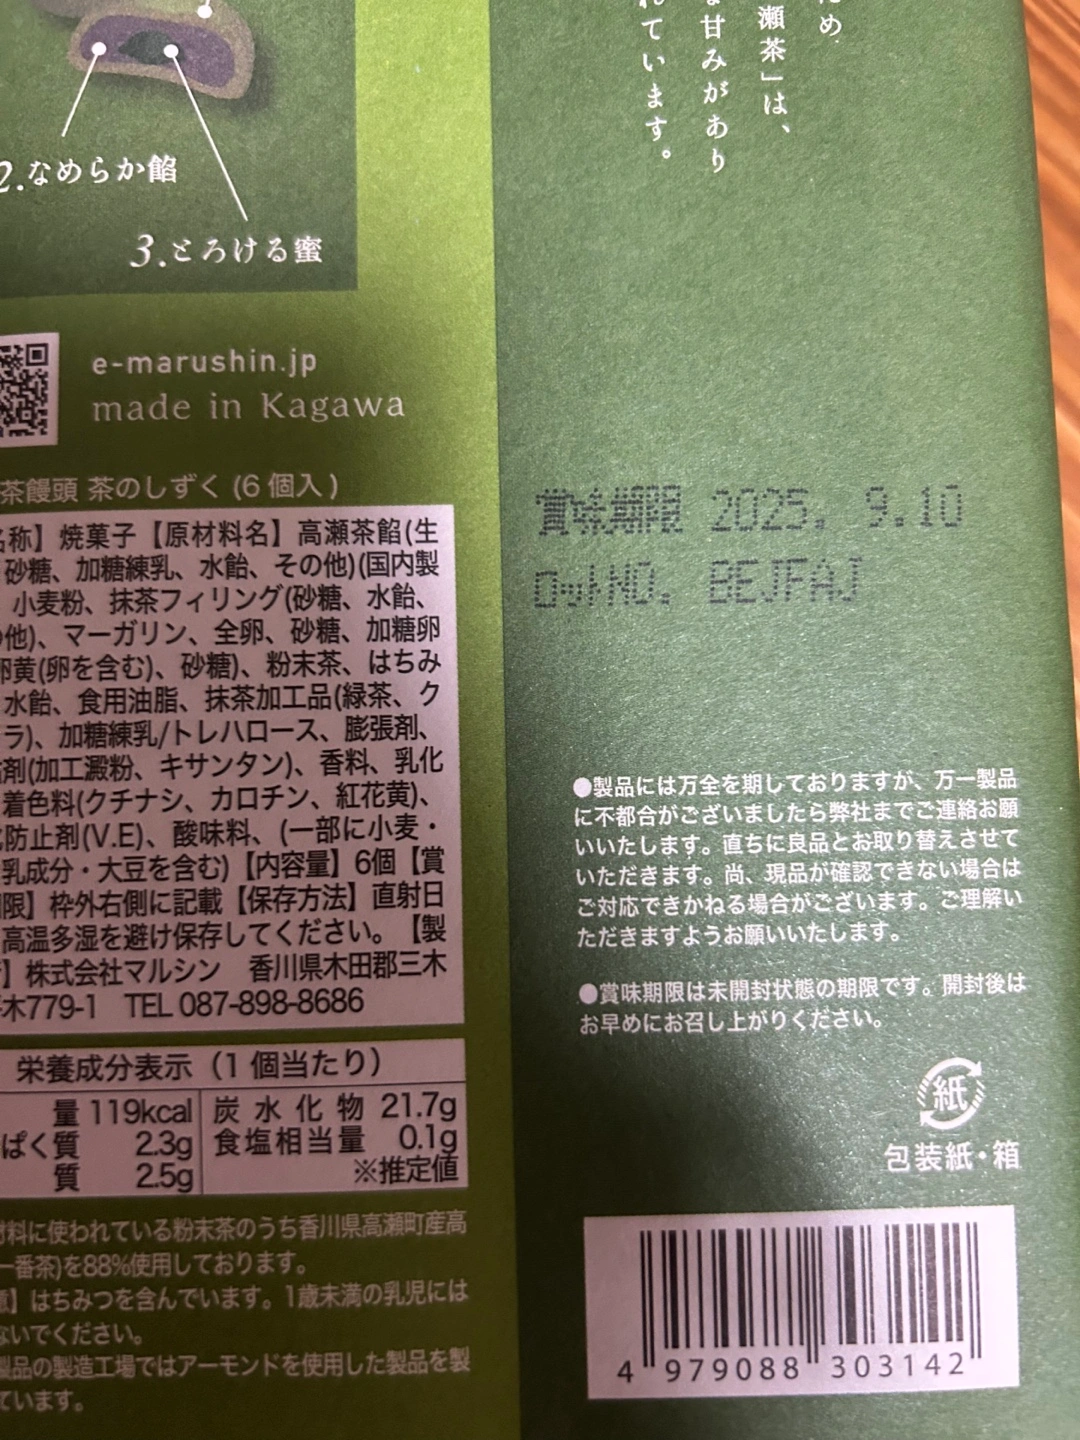 2.なめらか餡
3.とろける蜜
e-marushin.jp
made in Kagawa
茶饅頭 茶のしずく (6個入)
名称】焼菓子【原材料名】高瀬茶餡(生
砂糖、加糖練乳、水飴、その他)(国内製
小麦粉、抹茶フィリング(砂糖、水飴、
の他)、マーガリン、全卵、砂糖、加糖卵
卵黄(卵を含む)、砂糖)、粉末茶、はちみ
水飴、食用油脂、抹茶加工品(緑茶、ク
ラ)、加糖練乳/トレハロース、膨張剤、
剤(加工澱粉、キサンタン)、香料、乳化
着色料(クチナシ、カロチン、紅花黄)、
防止剤(V.E)、酸味料、(一部に小麦・
乳成分・大豆を含む)【内容量】6個【賞
限】枠外右側に記載【保存方法】直射日
高温多湿を避け保存してください。【製
】株式会社マルシン 香川県木田郡三木
木779-1 TEL 087-898-8686
栄養成分表示(1個当たり)
量 119kcal 炭水化物 21.7g
ぱく質 2.3g 食塩相当量 0.1g
質 2.5g ※推定値
材料に使われている粉末茶のうち香川県高瀬町産高
一番茶)を88%使用しております。
】はちみつを含んでいます。1歳未満の乳児には
ないでください。
製品の製造工場ではアーモンドを使用した製品を製
ています。
ため、
瀬茶」は、
な甘みがあり
れています。
賞味期限 2025. 9.10
ロットNO. BEJFAJ
●製品には万全を期しておりますが、万一製品
に不都合がございましたら弊社までご連絡お願
いいたします。直ちに良品とお取り替えさせて
いただきます。尚、現品が確認できない場合は
ご対応できかねる場合がございます。ご理解い
ただきますようお願いいたします。
●賞味期限は未開封状態の期限です。開封後は
お早めにお召し上がりください。
紙
包装紙・箱
4 979088 303142